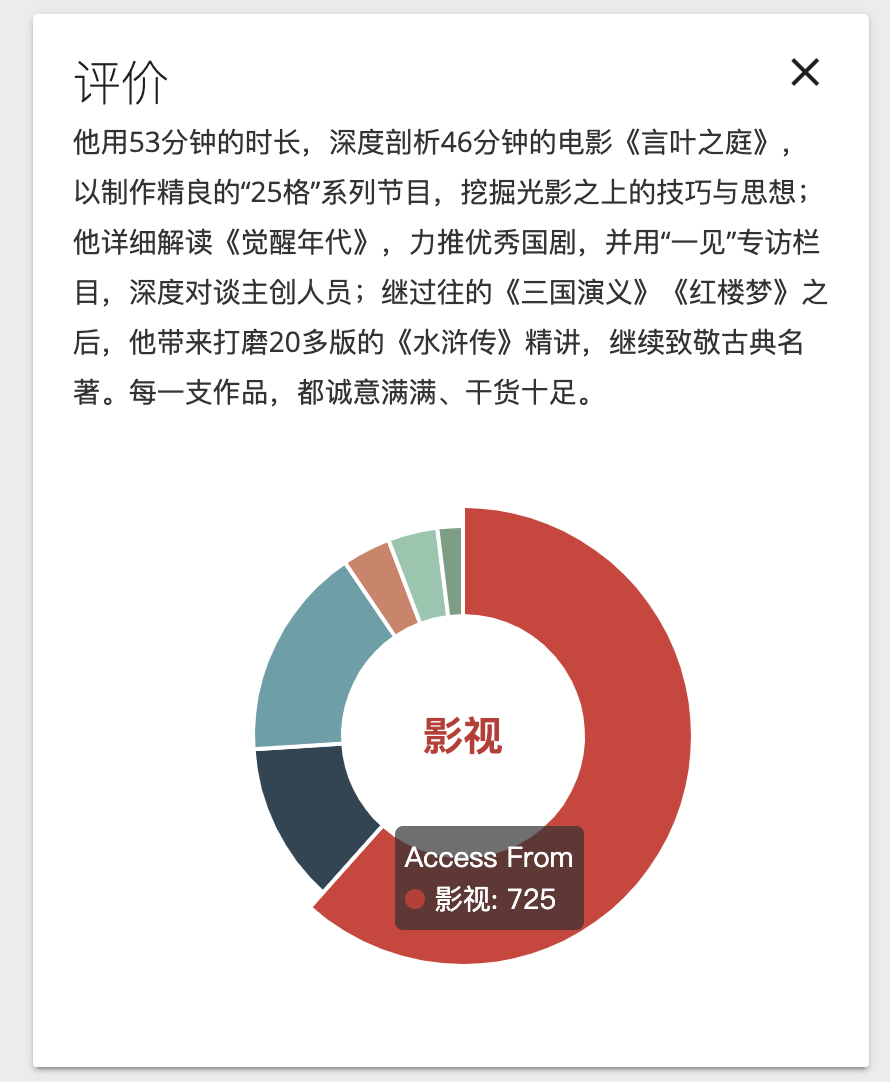 评价
他用53分钟的时长，深度剖析46分钟的电影《言叶之庭》，
以制作精良的“25格”系列节目，挖掘光影之上的技巧与思想；
他详细解读《觉醒年代》，力推优秀国剧，并用“一见”专访栏
目，深度对谈主创人员；继过往的《三国演义》《红楼梦》之
后，他带来打磨20多版的《水浒传》精讲，继续致敬古典名
著。每一支作品，都诚意满满、干货十足。
影视
Access From
影视: 725